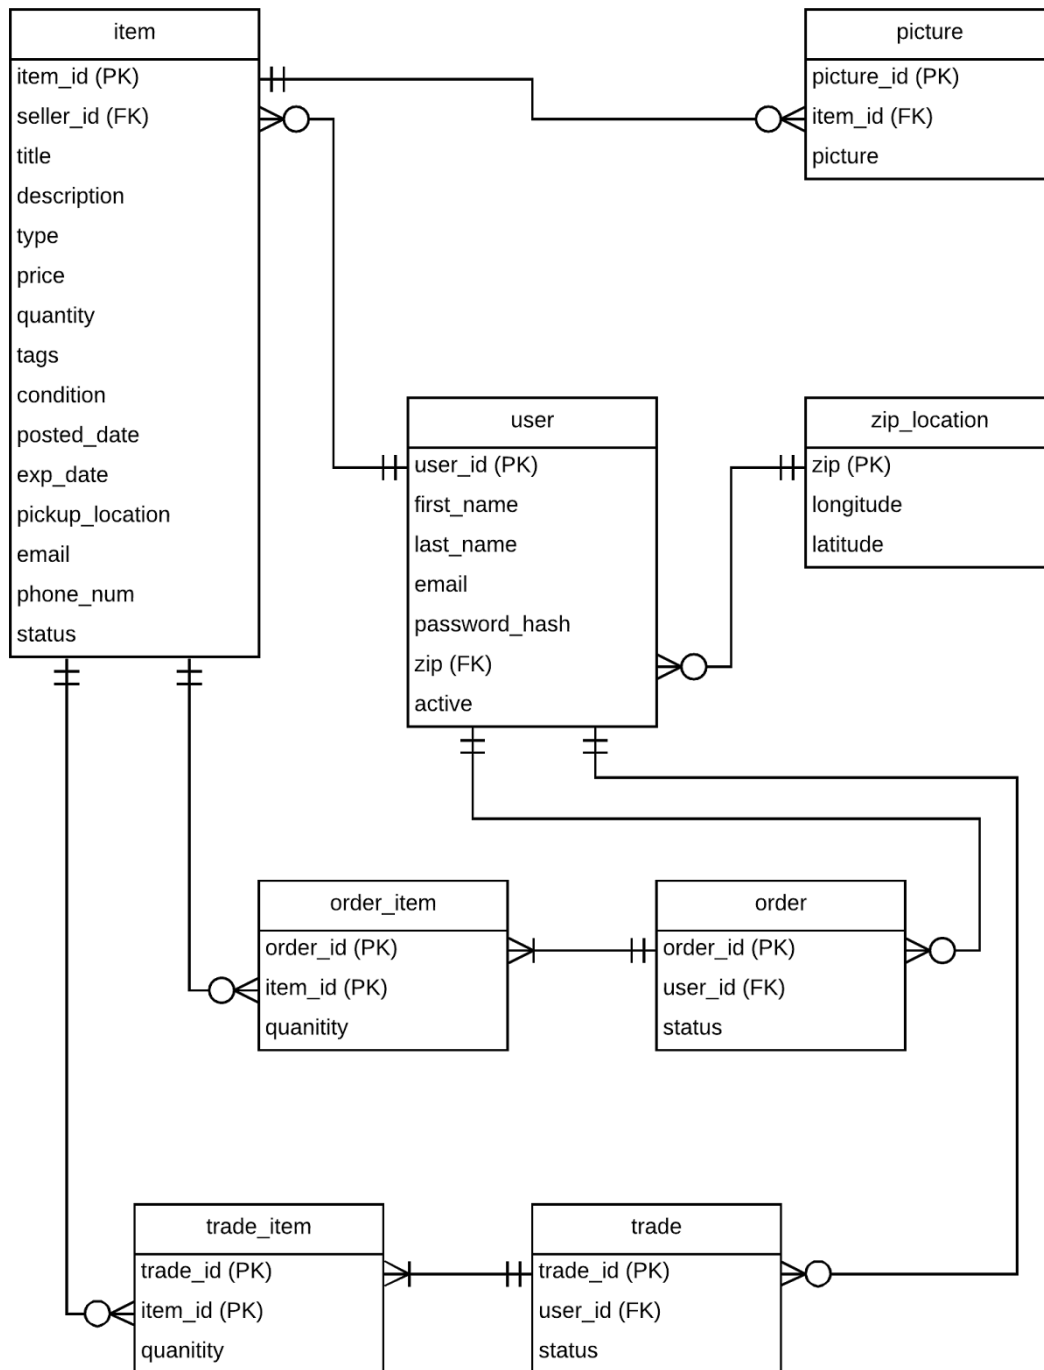 item
item_id (PK)
seller_id (FK)
title
description
type
price
quantity
tags
condition
posted_date
exp_date
pickup_location
email
phone_num
status
picture
picture_id (PK)
item_id (FK)
picture
user
user_id (PK)
first_name
last_name
email
password_hash
zip (FK)
active
zip_location
zip (PK)
longitude
latitude
order_item
order_id (PK)
item_id (PK)
quanitity
order
order_id (PK)
user_id (FK)
status
trade_item
trade_id (PK)
item_id (PK)
quanitity
trade
trade_id (PK)
user_id (FK)
status